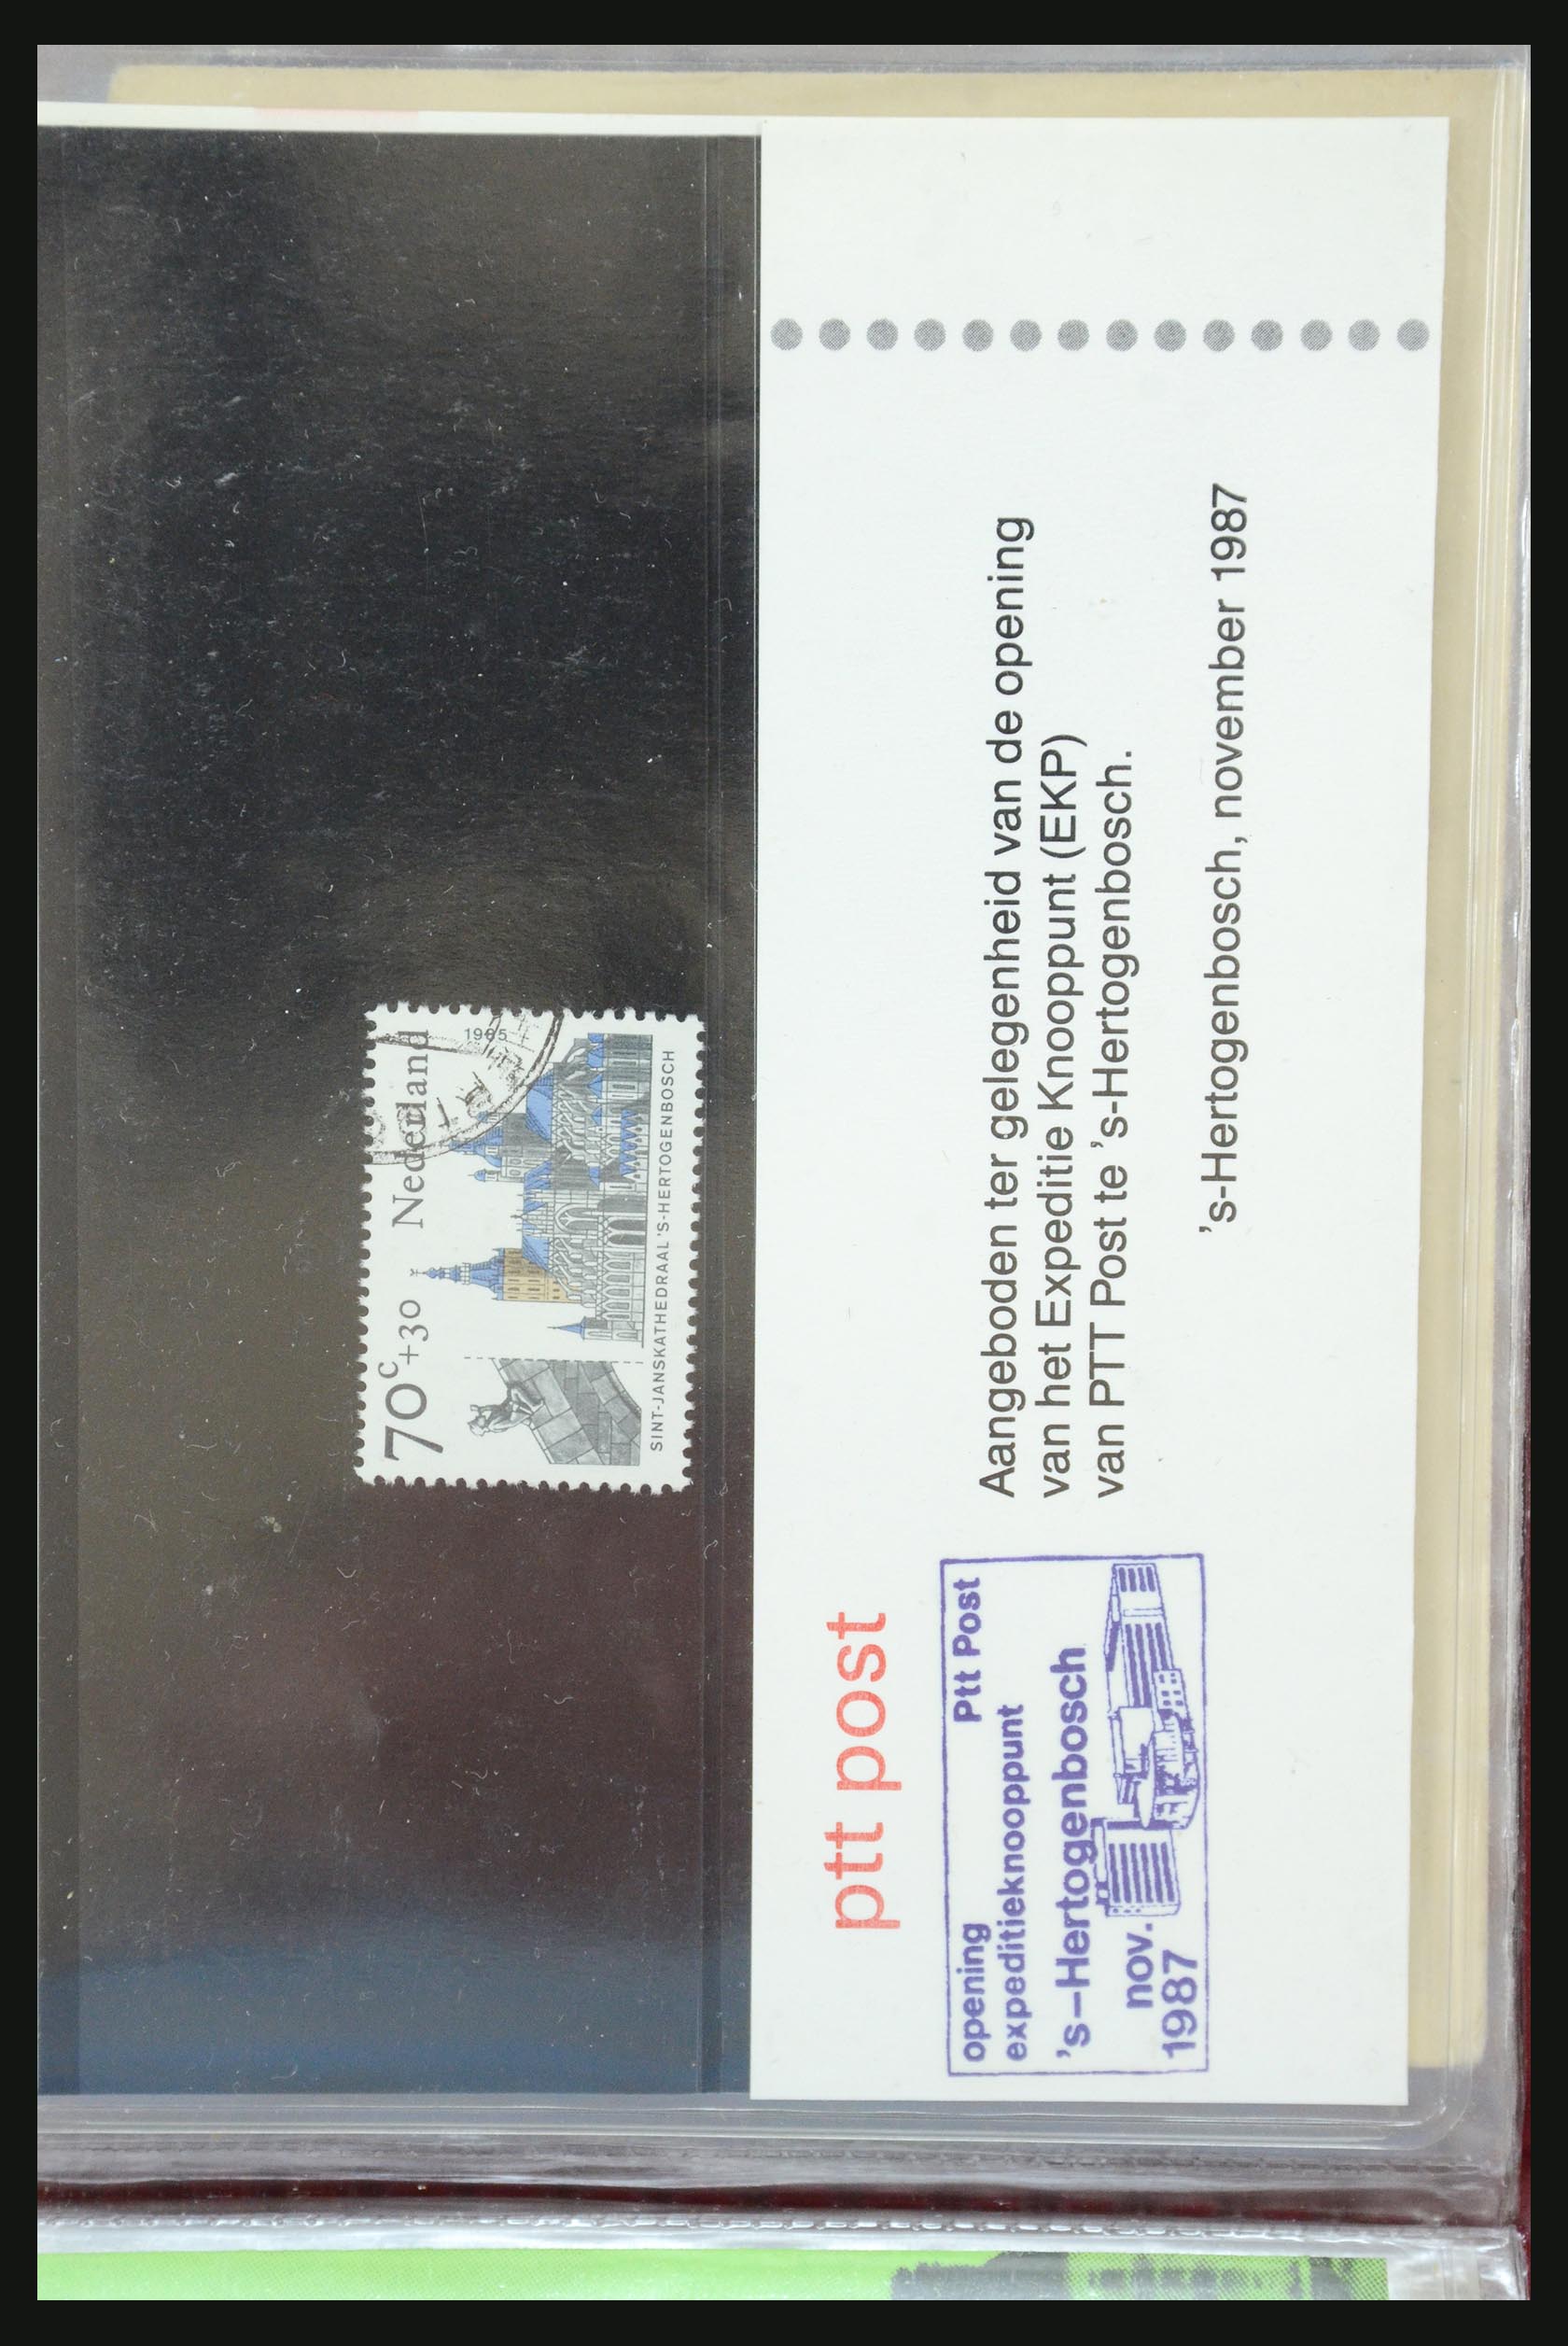 70c +30 Nederland
1985
SINT-JANSKATHEDRAAL 'S-HERTOGENBOSCH
ptt post
Aangeboden ter gelegenheid van de opening
van het Expeditie Knooppunt (EKP)
van PTT Post te 's-Hertogenbosch.
's-Hertogenbosch, november 1987
opening Ptt Post
expeditieknooppunt
's-Hertogenbosch
nov.
1987